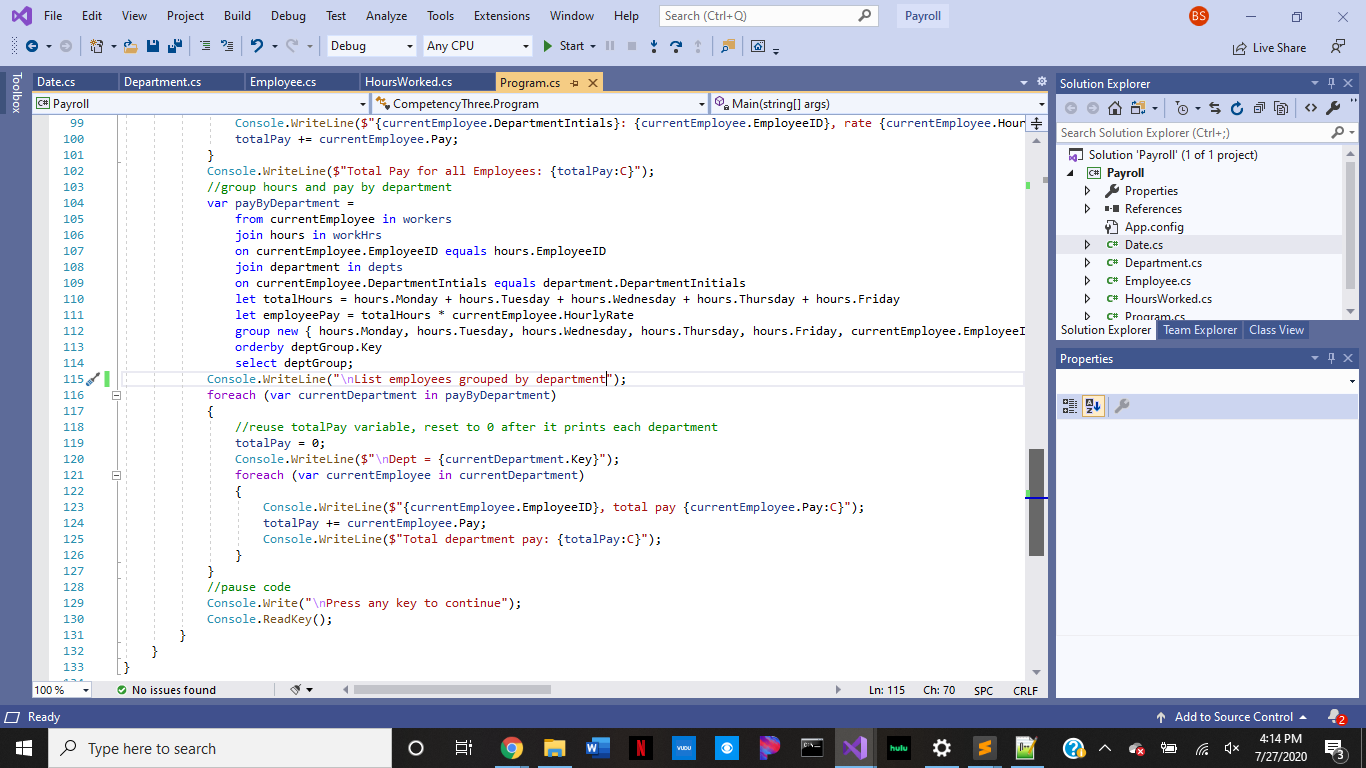 File Edit View Project Build Debug Test Analyze Tools Extensions Window Help Search (Ctrl+Q) Payroll BS
Debug Any CPU Start Live Share
Toolbox
Date.cs Department.cs Employee.cs HoursWorked.cs Program.cs
Payroll CompetencyThree.Program Main(string[] args)
99 Console.WriteLine($"{currentEmployee.DepartmentIntials}: {currentEmployee.EmployeeID}, rate {currentEmployee.Hour
100 totalPay += currentEmployee.Pay;
101 }
102 Console.WriteLine($"Total Pay for all Employees: {totalPay:C}");
103 //group hours and pay by department
104 var payByDepartment =
105 from currentEmployee in workers
106 join hours in workHrs
107 on currentEmployee.EmployeeID equals hours.EmployeeID
108 join department in depts
109 on currentEmployee.DepartmentIntials equals department.DepartmentInitials
110 let totalHours = hours.Monday + hours.Tuesday + hours.Wednesday + hours.Thursday + hours.Friday
111 let employeePay = totalHours * currentEmployee.HourlyRate
112 group new { hours.Monday, hours.Tuesday, hours.Wednesday, hours.Thursday, hours.Friday, currentEmployee.EmployeeI
113 orderby deptGroup.Key
114 select deptGroup;
115 Console.WriteLine("\nList employees grouped by department");
116 foreach (var currentDepartment in payByDepartment)
117 {
118 //reuse totalPay variable, reset to 0 after it prints each department
119 totalPay = 0;
120 Console.WriteLine($"\nDept = {currentDepartment.Key}");
121 foreach (var currentEmployee in currentDepartment)
122 {
123 Console.WriteLine($"{currentEmployee.EmployeeID}, total pay {currentEmployee.Pay:C}");
124 totalPay += currentEmployee.Pay;
125 Console.WriteLine($"Total department pay: {totalPay:C}");
126 }
127 }
128 //pause code
129 Console.Write("\nPress any key to continue");
130 Console.ReadKey();
131 }
132 }
133 }
100 % No issues found Ln: 115 Ch: 70 SPC CRLF
Solution Explorer
Search Solution Explorer (Ctrl+;)
Solution 'Payroll' (1 of 1 project)
C# Payroll
Properties
References
App.config
C# Date.cs
C# Department.cs
C# Employee.cs
C# HoursWorked.cs
C# Program.cs
Solution Explorer Team Explorer Class View
Properties
Ready Add to Source Control 2
Type here to search VUDU hulu 4:14 PM
7/27/2020 3